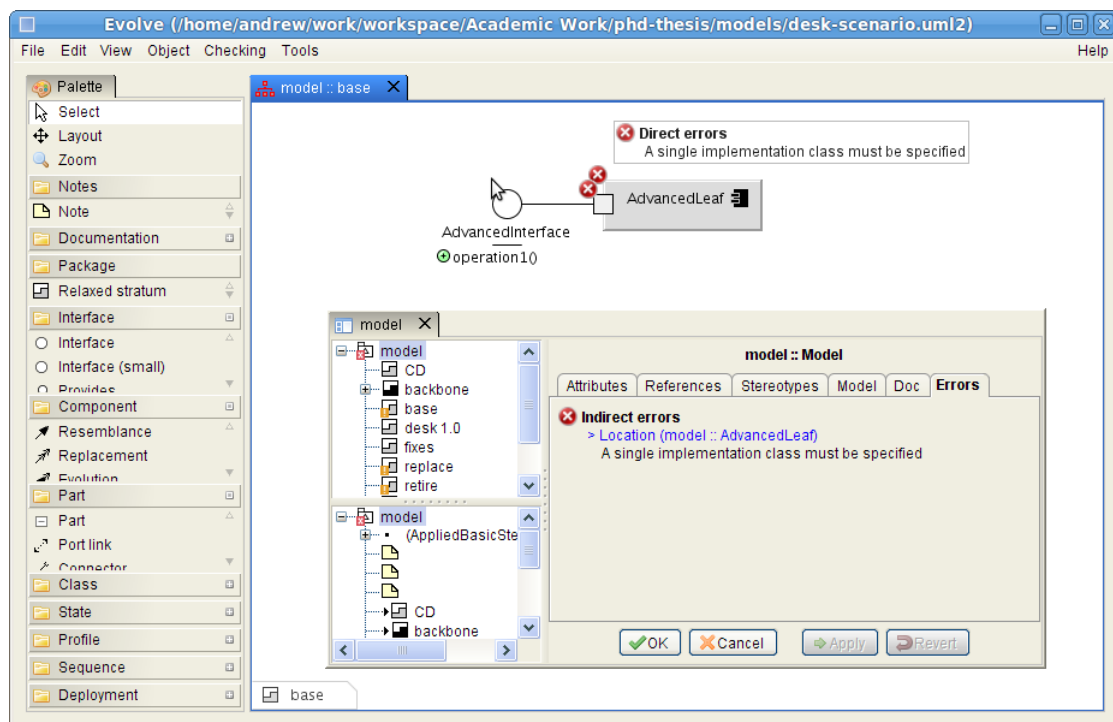 Evolve (/home/andrew/work/workspace/Academic Work/phd-thesis/models/desk-scenario.uml2)
File Edit View Object Checking Tools Help
Palette
Select
Layout
Zoom
Notes
Note
Documentation
Package
Relaxed stratum
Interface
Interface
Interface (small)
Provides
Component
Resemblance
Replacement
Evolution
Part
Part
Port link
Connector
Class
State
Profile
Sequence
Deployment
model :: base
Direct errors
A single implementation class must be specified
AdvancedLeaf
AdvancedInterface
operation1()
model
model
CD
backbone
base
desk 1.0
fixes
replace
retire
model
(AppliedBasicSte
CD
backbone
model :: Model
Attributes References Stereotypes Model Doc Errors
Indirect errors
> Location (model :: AdvancedLeaf)
A single implementation class must be specified
OK Cancel Apply Revert
base